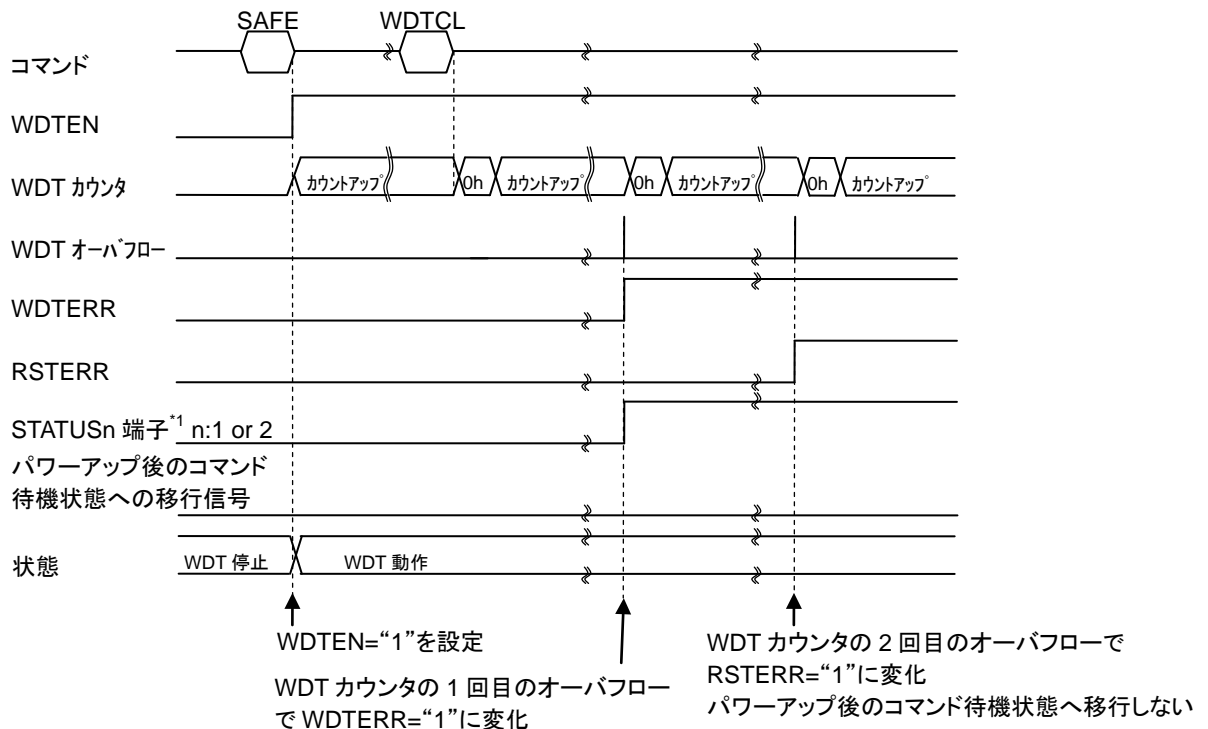 SAFE WDTCL
コマンド
WDTEN
WDT カウンタ カウントアップ 0h カウントアップ 0h カウントアップ 0h カウントアップ
WDT オーバフロー
WDTERR
RSTERR
STATUSn 端子*1 n:1 or 2
パワーアップ後のコマンド
待機状態への移行信号
状態 WDT 停止 WDT 動作
WDTEN=“1”を設定
WDT カウンタの 1 回目のオーバフロー
で WDTERR=“1”に変化
WDT カウンタの 2 回目のオーバフローで
RSTERR=“1”に変化
パワーアップ後のコマンド待機状態へ移行しない